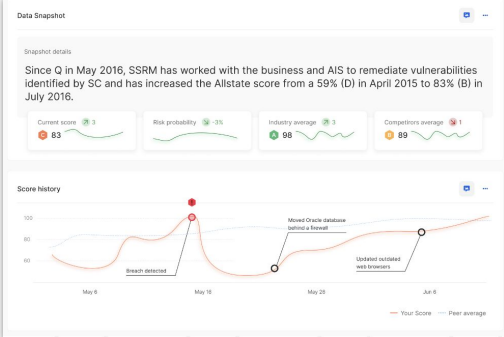 Data Snapshot
Snapshot details
Since Q in May 2016, SSRM has worked with the business and AIS to remediate vulnerabilities
identified by SC and has increased the Allstate score from a 59% (D) in April 2015 to 83% (B) in
July 2016.
Current score 3
C 83
Risk probability -3%
Industry average 3
A 98
Competirors average 1
B 89
Score history
100
80
60
Breach detected
Moved Oracle database
behind a firewall
Updated outdated
web browsers
May 6
May 18
May 26
Jun 8
Your Score
Peer average